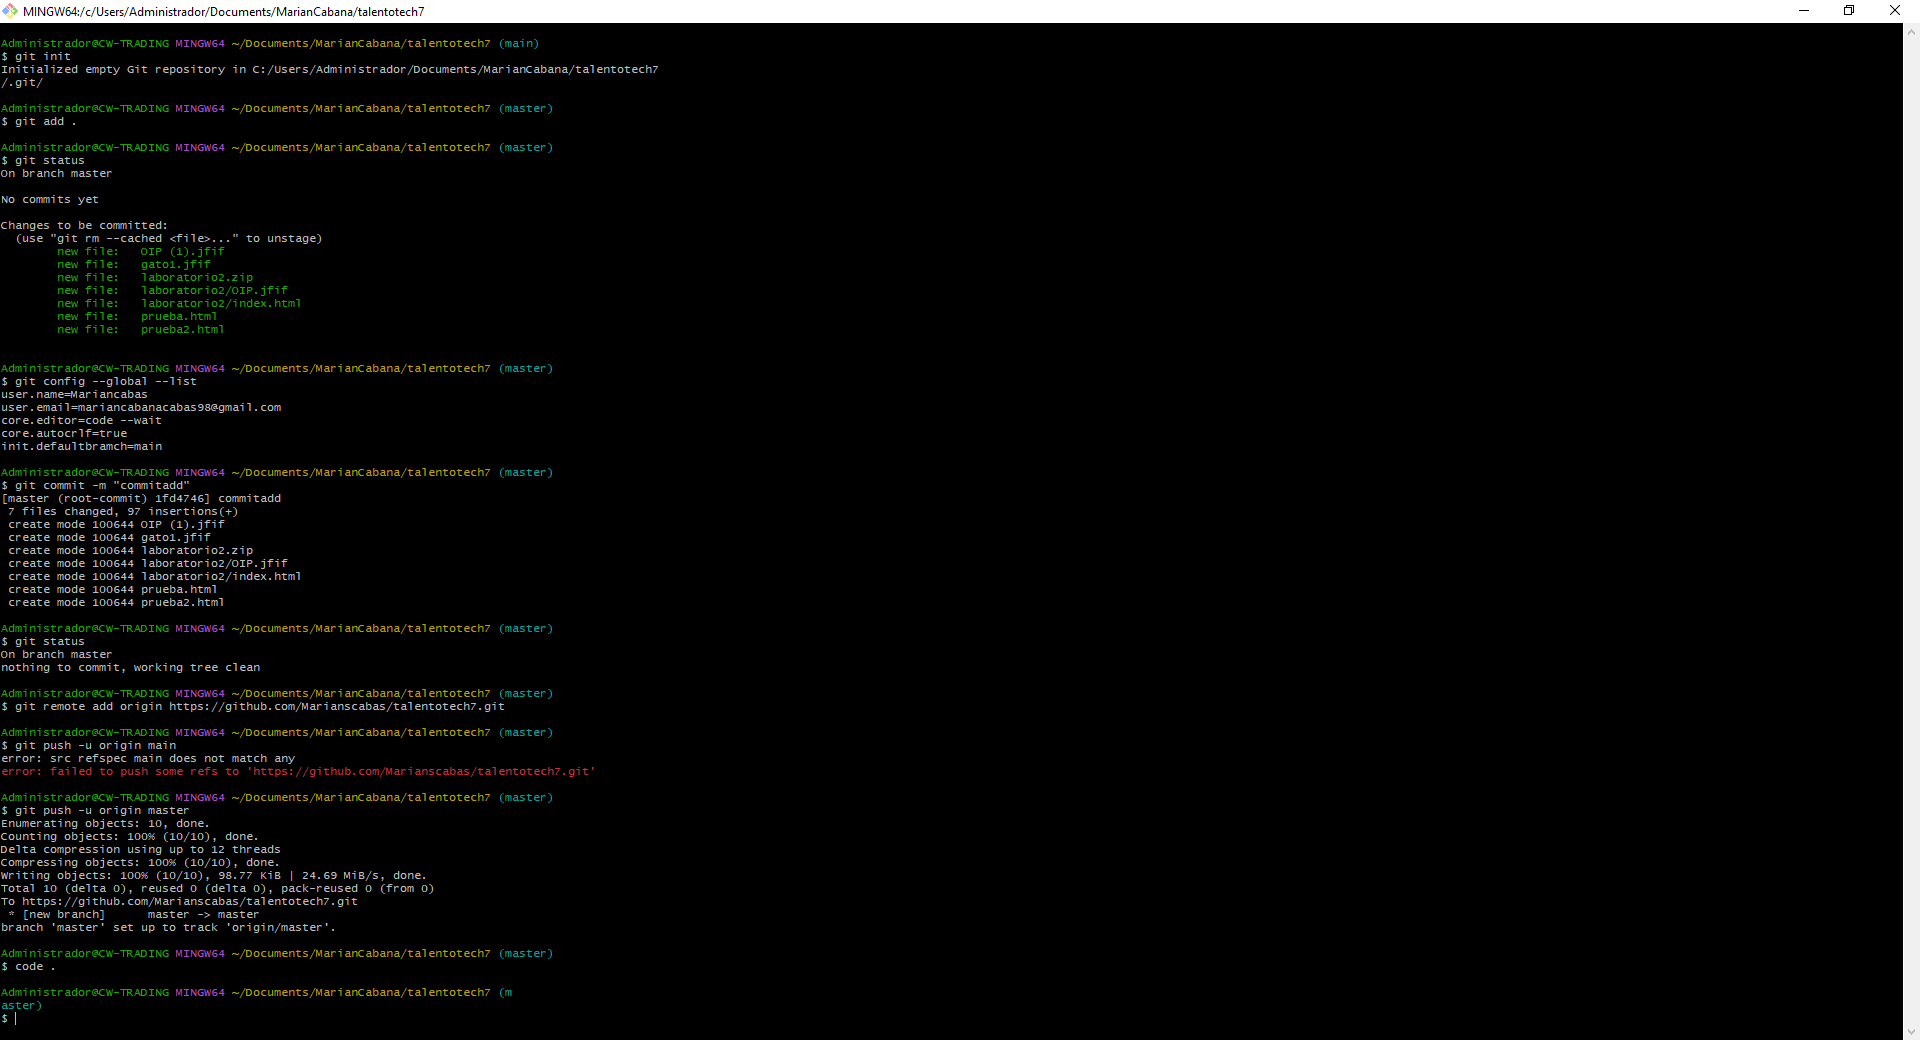 MINGW64:/c/Users/Administrador/Documents/MarianCabana/talentotech7
Administrador@CW-TRADING MINGW64 ~/Documents/MarianCabana/talentotech7 (main)
$ git init
Initialized empty Git repository in C:/Users/Administrador/Documents/MarianCabana/talentotech7
/.git/
Administrador@CW-TRADING MINGW64 ~/Documents/MarianCabana/talentotech7 (master)
$ git add .
Administrador@CW-TRADING MINGW64 ~/Documents/MarianCabana/talentotech7 (master)
$ git status
On branch master
No commits yet
Changes to be committed:
  (use "git rm --cached <file>..." to unstage)
        new file:   OIP (1).jfif
        new file:   gato1.jfif
        new file:   laboratorio2.zip
        new file:   laboratorio2/OIP.jfif
        new file:   laboratorio2/index.html
        new file:   prueba.html
        new file:   prueba2.html
Administrador@CW-TRADING MINGW64 ~/Documents/MarianCabana/talentotech7 (master)
$ git config --global --list
user.name=Mariancabas
user.email=mariancabanacabas98@gmail.com
core.editor=code --wait
core.autocrlf=true
init.defaultbramch=main
Administrador@CW-TRADING MINGW64 ~/Documents/MarianCabana/talentotech7 (master)
$ git commit -m "commitadd"
[master (root-commit) 1fd4746] commitadd
 7 files changed, 97 insertions(+)
 create mode 100644 OIP (1).jfif
 create mode 100644 gato1.jfif
 create mode 100644 laboratorio2.zip
 create mode 100644 laboratorio2/OIP.jfif
 create mode 100644 laboratorio2/index.html
 create mode 100644 prueba.html
 create mode 100644 prueba2.html
Administrador@CW-TRADING MINGW64 ~/Documents/MarianCabana/talentotech7 (master)
$ git status
On branch master
nothing to commit, working tree clean
Administrador@CW-TRADING MINGW64 ~/Documents/MarianCabana/talentotech7 (master)
$ git remote add origin https://github.com/Marianscabas/talentotech7.git
Administrador@CW-TRADING MINGW64 ~/Documents/MarianCabana/talentotech7 (master)
$ git push -u origin main
error: src refspec main does not match any
error: failed to push some refs to 'https://github.com/Marianscabas/talentotech7.git'
Administrador@CW-TRADING MINGW64 ~/Documents/MarianCabana/talentotech7 (master)
$ git push -u origin master
Enumerating objects: 10, done.
Counting objects: 100% (10/10), done.
Delta compression using up to 12 threads
Compressing objects: 100% (10/10), done.
Writing objects: 100% (10/10), 98.77 KiB | 24.69 MiB/s, done.
Total 10 (delta 0), reused 0 (delta 0), pack-reused 0 (from 0)
To https://github.com/Marianscabas/talentotech7.git
 * [new branch]      master -> master
branch 'master' set up to track 'origin/master'.
Administrador@CW-TRADING MINGW64 ~/Documents/MarianCabana/talentotech7 (master)
$ code .
Administrador@CW-TRADING MINGW64 ~/Documents/MarianCabana/talentotech7 (m
aster)
$